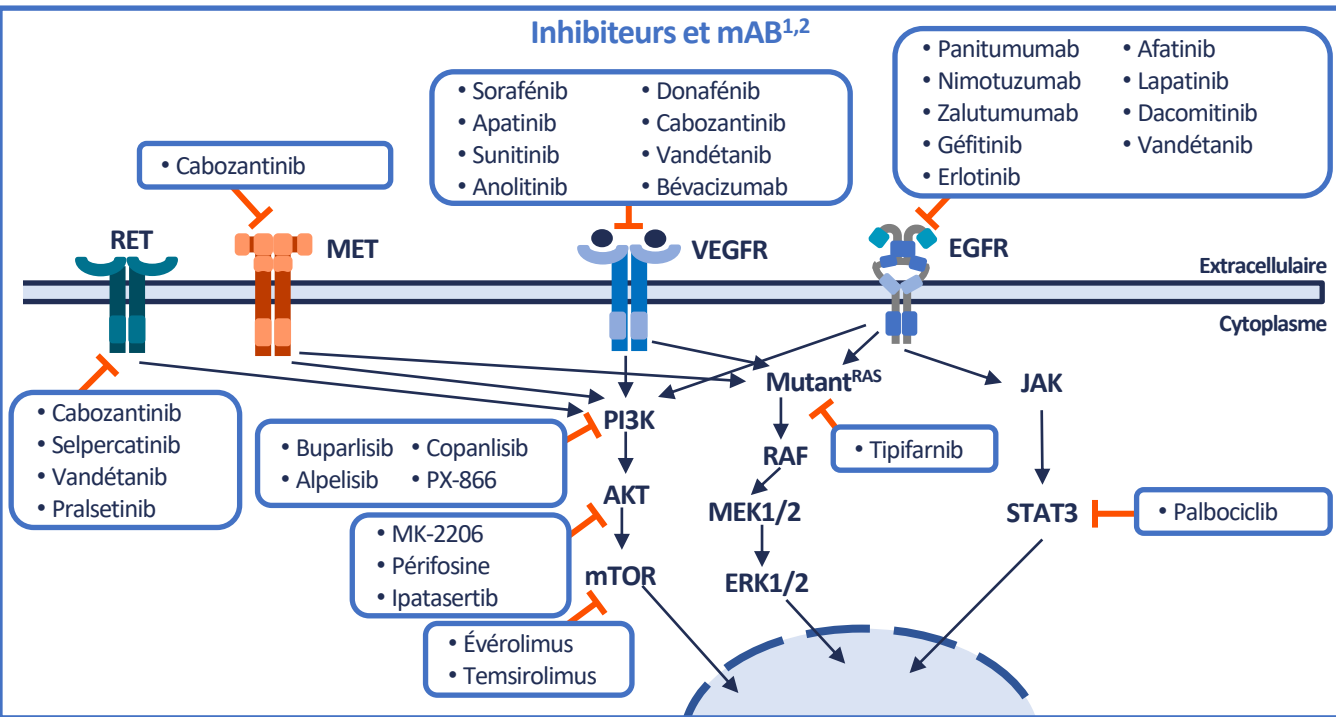 Inhibiteurs et mAB1,2
• Cabozantinib
• Sorafénib
• Apatinib
• Sunitinib
• Anolitinib
• Donafénib
• Cabozantinib
• Vandétanib
• Bévacizumab
• Panitumumab
• Nimotuzumab
• Zalutumumab
• Géfitinib
• Erlotinib
• Afatinib
• Lapatinib
• Dacomitinib
• Vandétanib
RET
MET
VEGFR
EGFR
Extracellulaire
Cytoplasme
• Cabozantinib
• Selpercatinib
• Vandétanib
• Pralsetinib
• Buparlisib
• Alpelisib
• Copanlisib
• PX-866
PI3K
AKT
• MK-2206
• Périfosine
• Ipatasertib
mTOR
• Évérolimus
• Temsirolimus
MutantRAS
• Tipifarnib
RAF
MEK1/2
ERK1/2
JAK
STAT3
• Palbociclib